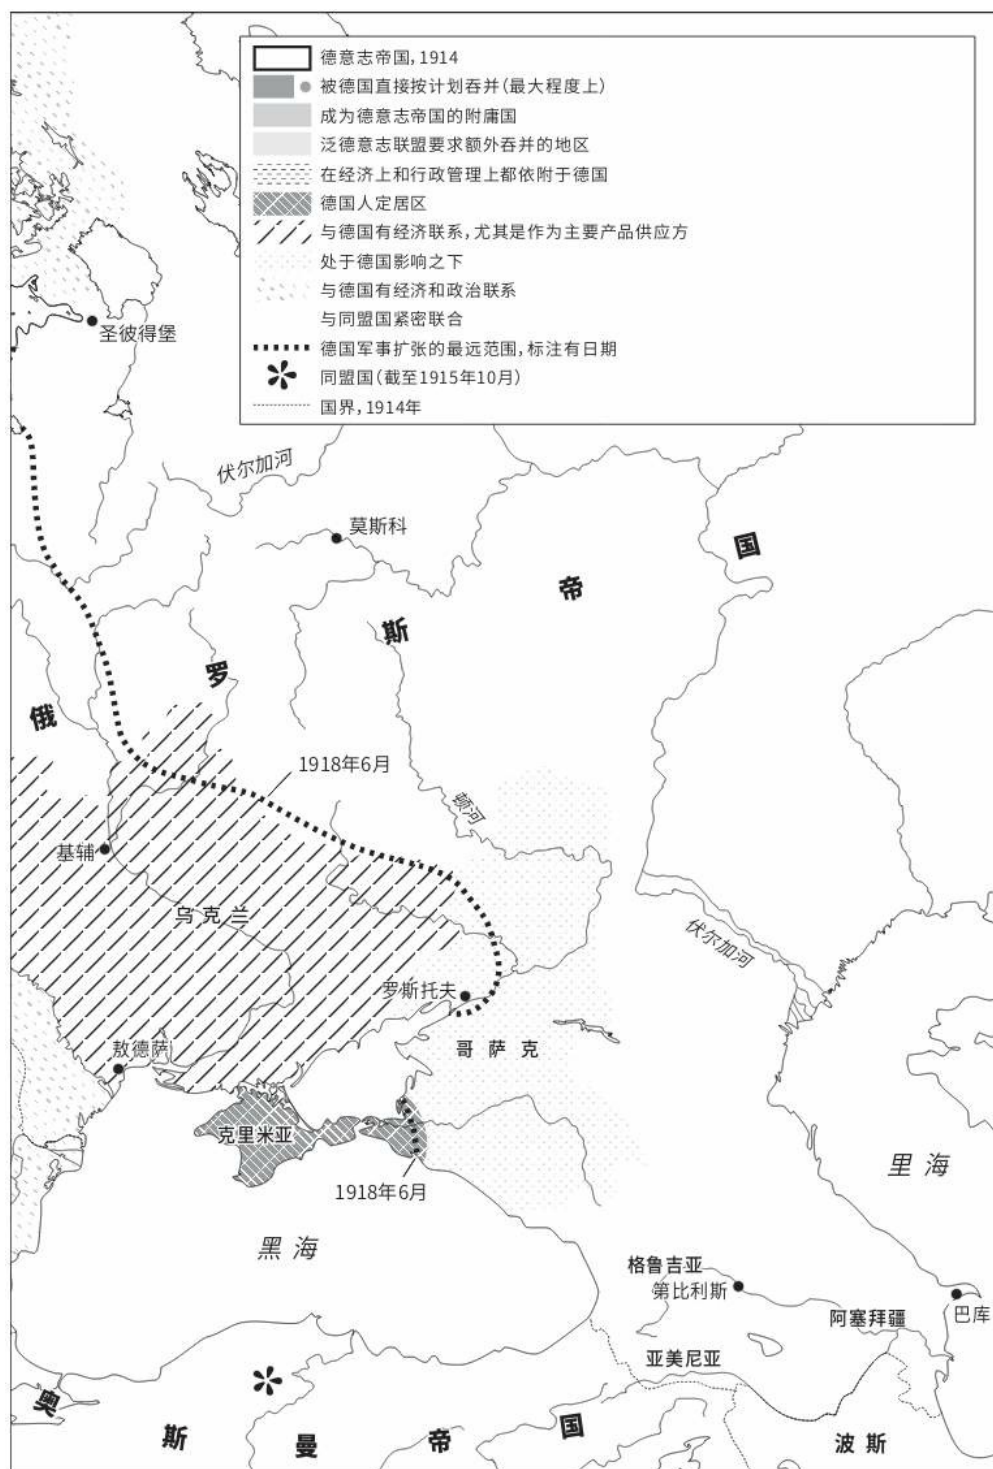 德意志帝国,1914
被德国直接按计划吞并(最大程度上)
成为德意志帝国的附庸国
泛德意志联盟要求额外吞并的地区
在经济上和行政管理上都依附于德国
德国人定居区
与德国有经济联系,尤其是作为主要产品供应方
处于德国影响之下
与德国有经济和政治联系
与同盟国紧密联合
德国军事扩张的最远范围,标注有日期
同盟国(截至1915年10月)
国界,1914年
圣彼得堡
伏尔加河
莫斯科
俄罗斯帝国
1918年6月
顿河
基辅
乌克兰
伏尔加河
罗斯托夫
哥萨克
敖德萨
克里米亚
1918年6月
里海
黑海
格鲁吉亚
第比利斯
巴库
阿塞拜疆
亚美尼亚
奥斯曼帝国
波斯